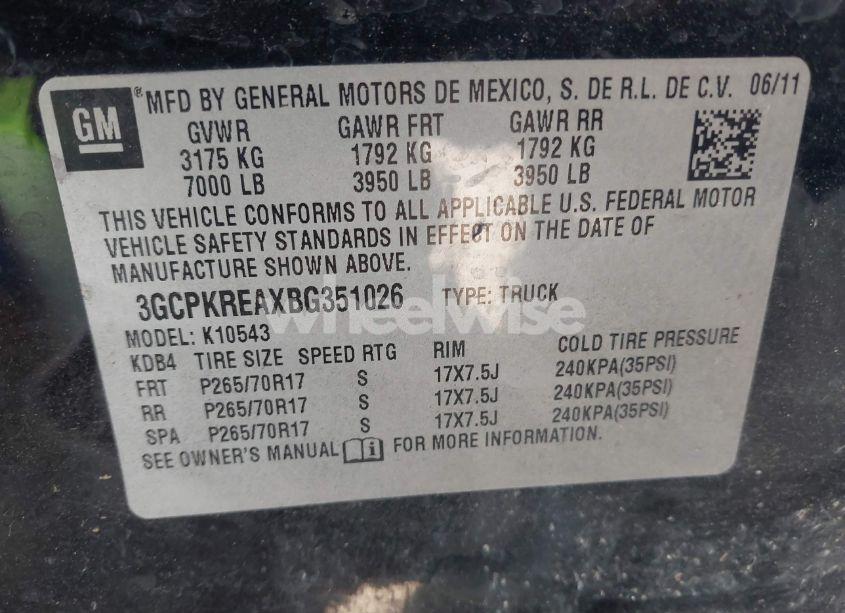 GM
® MFD BY GENERAL MOTORS DE MEXICO, S. DE R.L. DE C.V. 06/11
GVWR GAWR FRT GAWR RR
3175 KG 1792 KG 1792 KG
7000 LB 3950 LB 3950 LB
THIS VEHICLE CONFORMS TO ALL APPLICABLE U.S. FEDERAL MOTOR
VEHICLE SAFETY STANDARDS IN EFFECT ON THE DATE OF
MANUFACTURE SHOWN ABOVE.
3GCPKREAXBG351026 TYPE: TRUCK
wheelwise
MODEL: K10543
KDB4 TIRE SIZE SPEED RTG RIM COLD TIRE PRESSURE
FRT P265/70R17 S 17X7.5J 240KPA(35PSI)
RR P265/70R17 S 17X7.5J 240KPA(35PSI)
SPA P265/70R17 S 17X7.5J 240KPA(35PSI)
SEE OWNER'S MANUAL i FOR MORE INFORMATION.